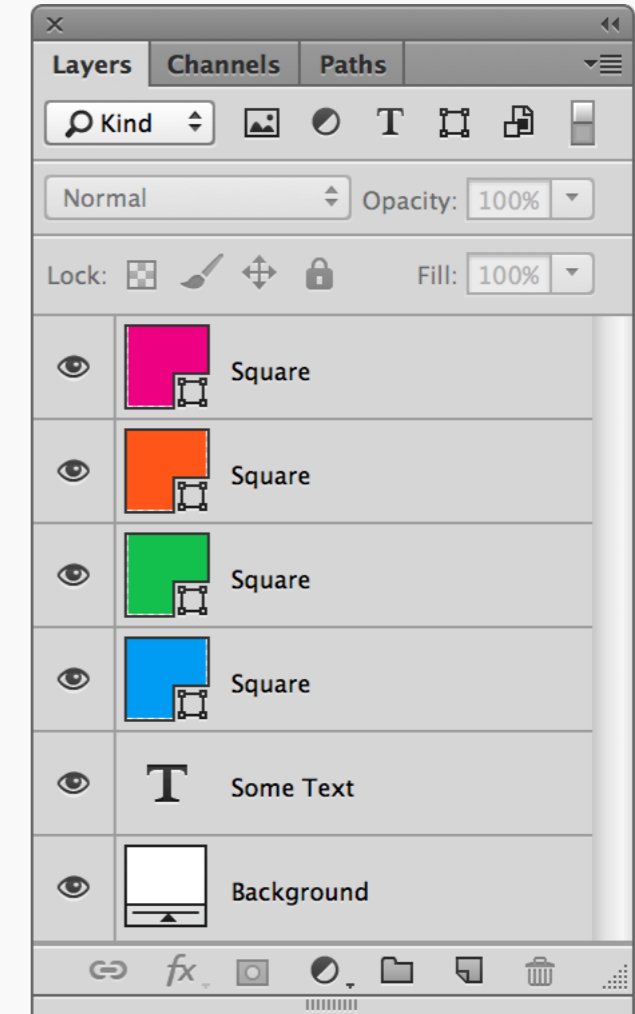 Layers Channels Paths
Kind T
Normal Opacity: 100%
Lock: Fill: 100%
Square
Square
Square
Square
T Some Text
Background
fx